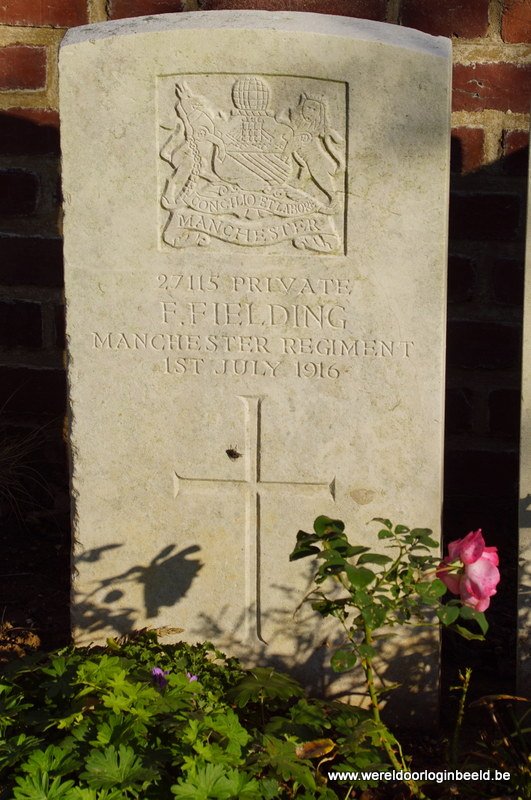 CONCILIO ET LABORE
MANCHESTER
27115 PRIVATE
F. FIELDING
MANCHESTER REGIMENT
1ST JULY 1916
www.wereldoorloginbeeld.be